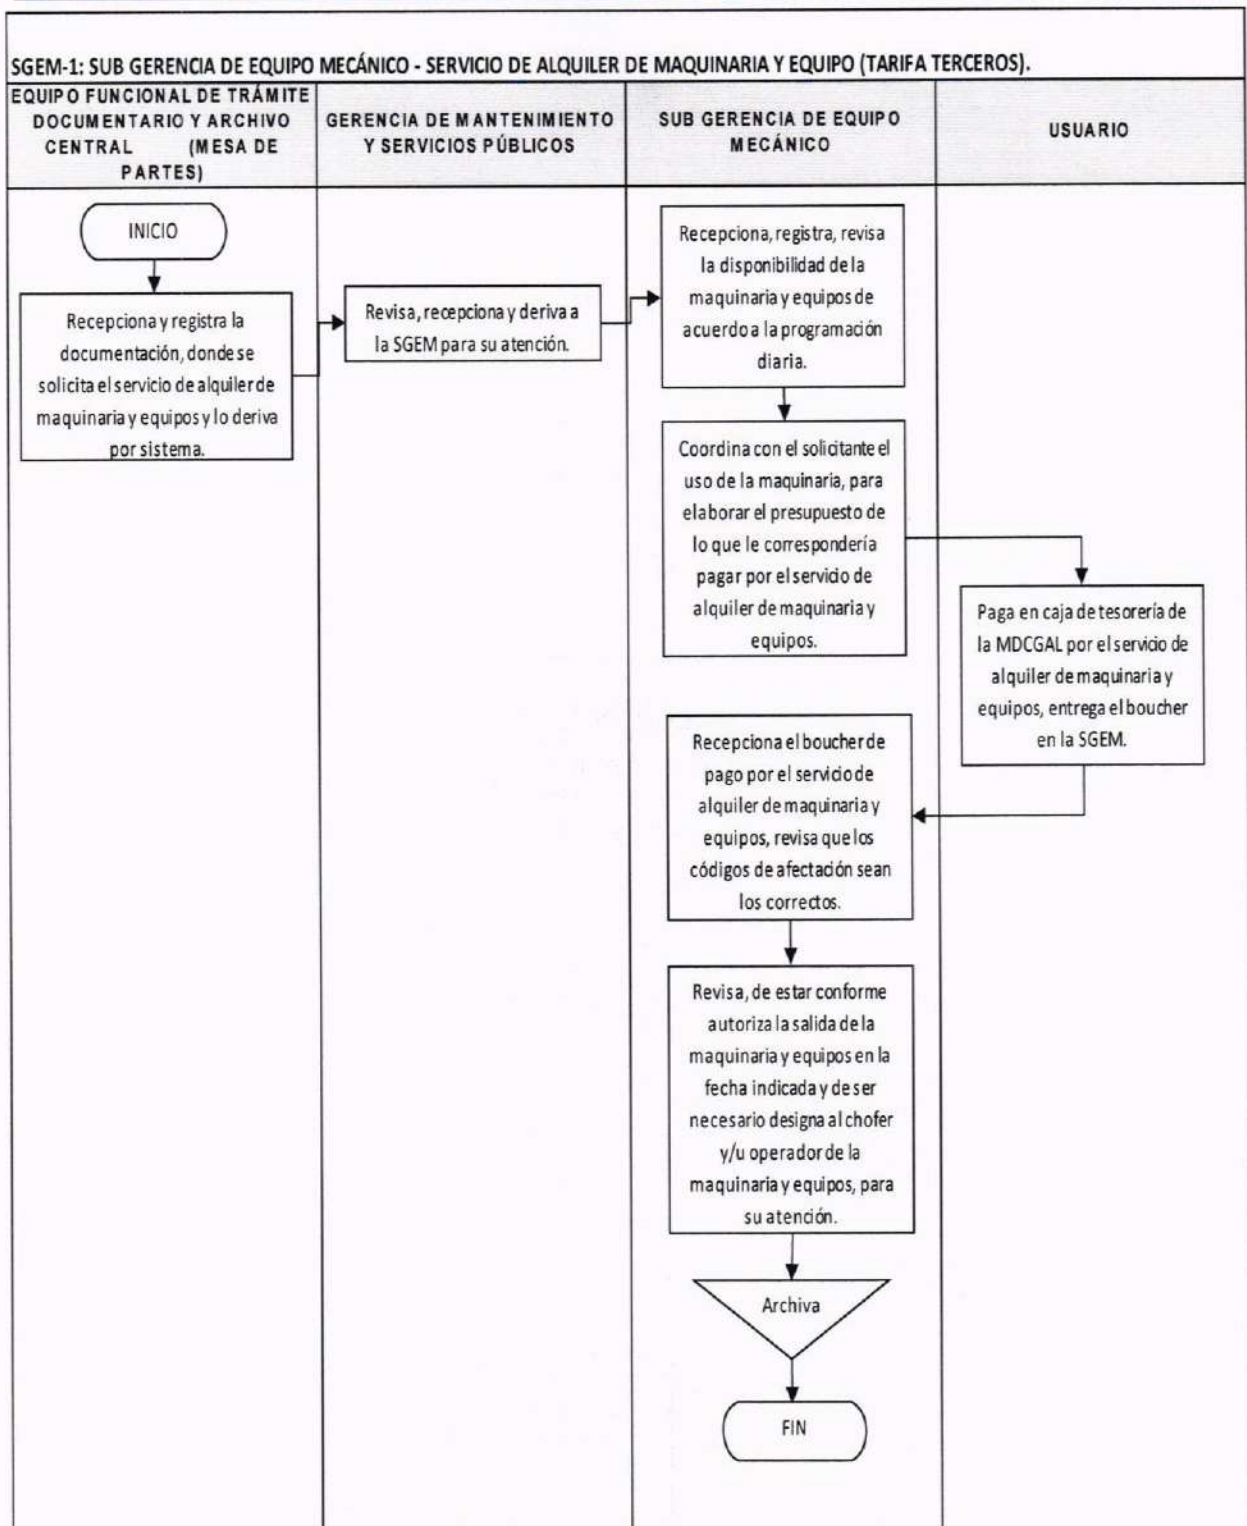 SGEM-1: SUB GERENCIA DE EQUIPO MECÁNICO - SERVICIO DE ALQUILER DE MAQUINARIA Y EQUIPO (TARIFA TERCEROS).
EQUIPO FUNCIONAL DE TRÁMITE
DOCUMENTARIO Y ARCHIVO
CENTRAL (MESA DE
PARTES)
GERENCIA DE MANTENIMIENTO
Y SERVICIOS PÚBLICOS
SUB GERENCIA DE EQUIPO
MECÁNICO
USUARIO
INICIO
Recepciona y registra la
documentación, donde se
solicita el servicio de alquiler de
maquinaria y equipos y lo deriva
por sistema.
Revisa, recepciona y deriva a
la SGEM para su atención.
Recepciona, registra, revisa
la disponibilidad de la
maquinaria y equipos de
acuerdo a la programación
diaria.
Coordina con el solicitante el
uso de la maquinaria, para
elaborar el presupuesto de
lo que le correspondería
pagar por el servicio de
alquiler de maquinaria y
equipos.
Paga en caja de tesorería de
la MDCGAL por el servicio de
alquiler de maquinaria y
equipos, entrega el boucher
en la SGEM.
Recepciona el boucher de
pago por el servicio de
alquiler de maquinaria y
equipos, revisa que los
códigos de afectación sean
los correctos.
Revisa, de estar conforme
autoriza la salida de la
maquinaria y equipos en la
fecha indicada y de ser
necesario designa al chofer
y/u operador de la
maquinaria y equipos, para
su atención.
Archiva
FIN